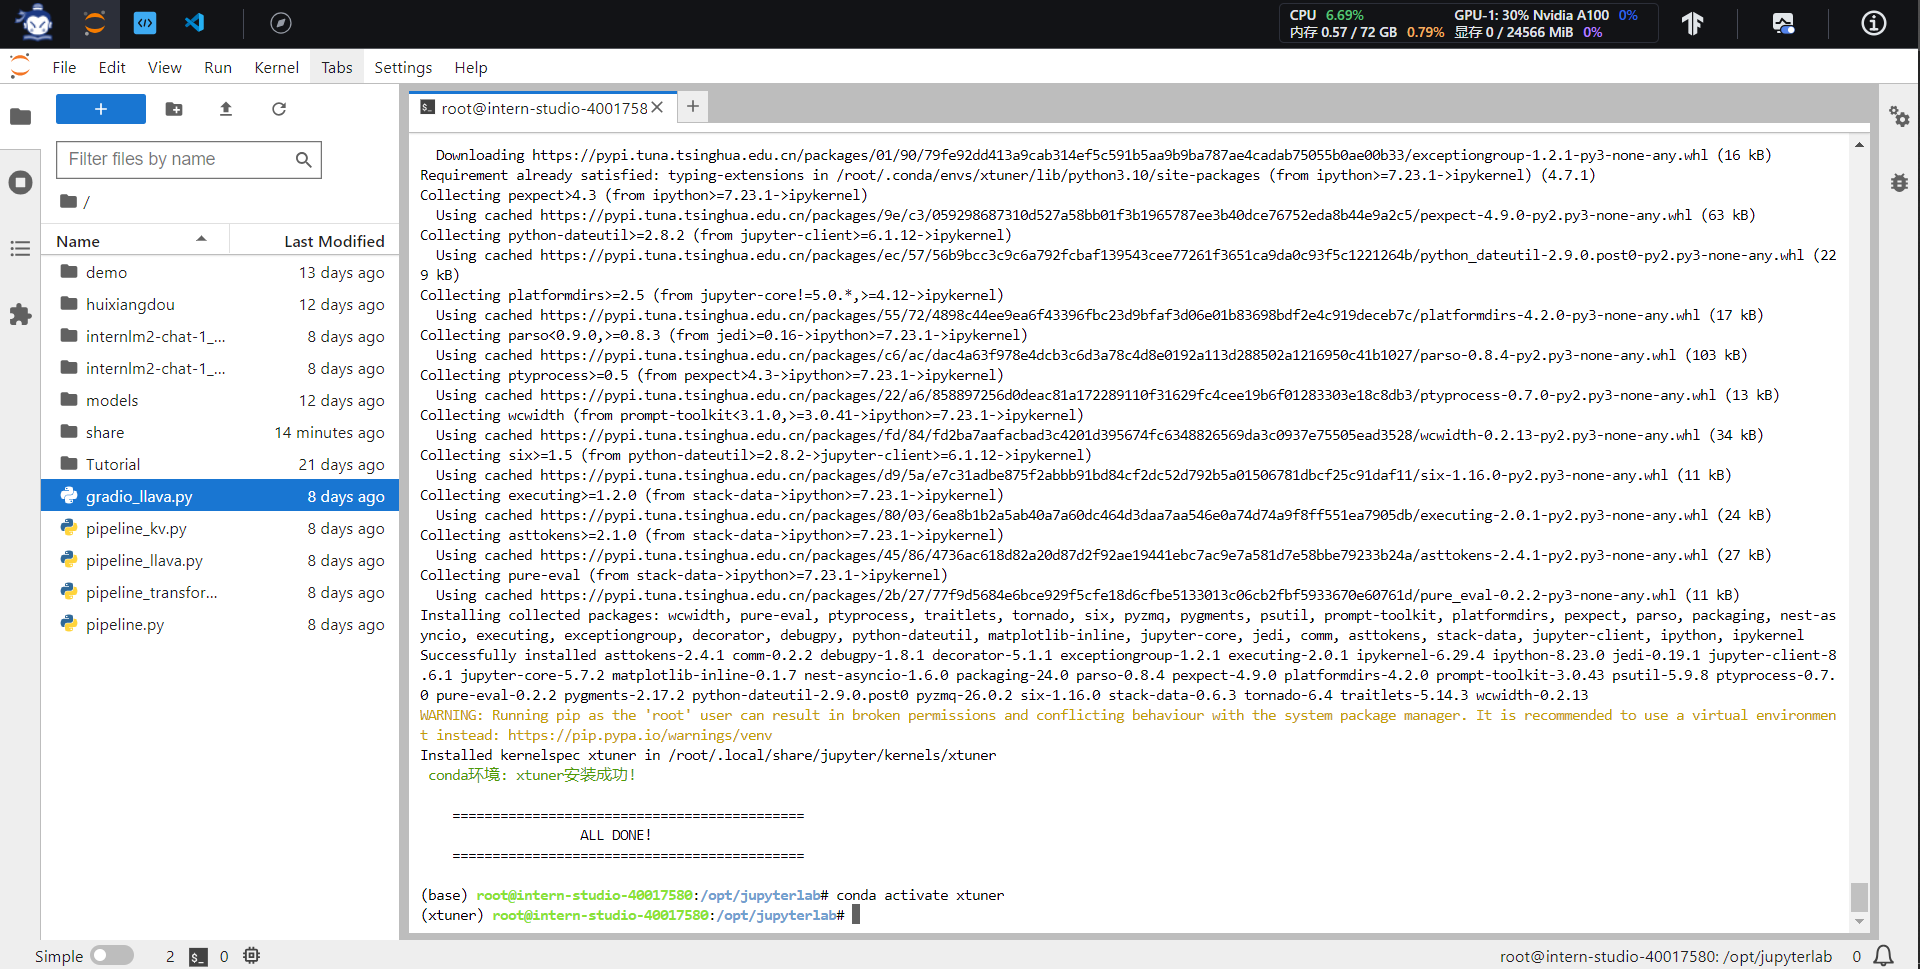 CPU 6.69% GPU-1: 30% Nvidia A100 0%
内存 0.57 / 72 GB 0.79% 显存 0 / 24566 MiB 0%
File Edit View Run Kernel Tabs Settings Help
root@intern-studio-4001758
Filter files by name
/
Name Last Modified
demo 13 days ago
huixiangdou 12 days ago
internlm2-chat-1_... 8 days ago
internlm2-chat-1_... 8 days ago
models 12 days ago
share 14 minutes ago
Tutorial 21 days ago
gradio_llava.py 8 days ago
pipeline_kv.py 8 days ago
pipeline_llava.py 8 days ago
pipeline_transfor... 8 days ago
pipeline.py 8 days ago
Downloading https://pypi.tuna.tsinghua.edu.cn/packages/01/90/79fe92dd413a9cab314ef5c591b5aa9b9ba787ae4cadab75055b0ae00b33/exceptiongroup-1.2.1-py3-none-any.whl (16 kB)
Requirement already satisfied: typing-extensions in /root/.conda/envs/xtuner/lib/python3.10/site-packages (from ipython>=7.23.1->ipykernel) (4.7.1)
Collecting pexpect>4.3 (from ipython>=7.23.1->ipykernel)
Using cached https://pypi.tuna.tsinghua.edu.cn/packages/9e/c3/059298687310d527a58bb01f3b1965787ee3b40dce76752eda8b44e9a2c5/pexpect-4.9.0-py2.py3-none-any.whl (63 kB)
Collecting python-dateutil>=2.8.2 (from jupyter-client>=6.1.12->ipykernel)
Using cached https://pypi.tuna.tsinghua.edu.cn/packages/ec/57/56b9bcc3c9c6a792fcbaf139543cee77261f3651ca9da0c93f5c1221264b/python_dateutil-2.9.0.post0-py2.py3-none-any.whl (22
9 kB)
Collecting platformdirs>=2.5 (from jupyter-core!=5.0.*,>=4.12->ipykernel)
Using cached https://pypi.tuna.tsinghua.edu.cn/packages/55/72/4898c44ee9ea6f43396fbc23d9bfaf3d06e01b83698bdf2e4c919deceb7c/platformdirs-4.2.0-py3-none-any.whl (17 kB)
Collecting parso<0.9.0,>=0.8.3 (from jedi>=0.16->ipython>=7.23.1->ipykernel)
Using cached https://pypi.tuna.tsinghua.edu.cn/packages/c6/ac/dac4a63f978e4dcb3c6d3a78c4d8e0192a113d288502a1216950c41b1027/parso-0.8.4-py2.py3-none-any.whl (103 kB)
Collecting ptyprocess>=0.5 (from pexpect>4.3->ipython>=7.23.1->ipykernel)
Using cached https://pypi.tuna.tsinghua.edu.cn/packages/22/a6/858897256d0deac81a172289110f31629fc4cee19b6f01283303e18c8db3/ptyprocess-0.7.0-py2.py3-none-any.whl (13 kB)
Collecting wcwidth (from prompt-toolkit<3.1.0,>=3.0.41->ipython>=7.23.1->ipykernel)
Using cached https://pypi.tuna.tsinghua.edu.cn/packages/fd/84/fd2ba7aafacbad3c4201d395674fc6348826569da3c0937e75505ead3528/wcwidth-0.2.13-py2.py3-none-any.whl (34 kB)
Collecting six>=1.5 (from python-dateutil>=2.8.2->jupyter-client>=6.1.12->ipykernel)
Using cached https://pypi.tuna.tsinghua.edu.cn/packages/d9/5a/e7c31adbe875f2abbb91bd84cf2dc52d792b5a01506781dbcf25c91daf11/six-1.16.0-py2.py3-none-any.whl (11 kB)
Collecting executing>=1.2.0 (from stack-data->ipython>=7.23.1->ipykernel)
Using cached https://pypi.tuna.tsinghua.edu.cn/packages/80/03/6ea8b1b2a5ab40a7a60dc464d3daa7aa546e0a74d74a9f8ff551ea7905db/executing-2.0.1-py2.py3-none-any.whl (24 kB)
Collecting asttokens>=2.1.0 (from stack-data->ipython>=7.23.1->ipykernel)
Using cached https://pypi.tuna.tsinghua.edu.cn/packages/45/86/4736ac618d82a20d87d2f92ae19441ebc7ac9e7a581d7e58bbe79233b24a/asttokens-2.4.1-py2.py3-none-any.whl (27 kB)
Collecting pure-eval (from stack-data->ipython>=7.23.1->ipykernel)
Using cached https://pypi.tuna.tsinghua.edu.cn/packages/2b/27/77f9d5684e6bce929f5cfe18d6cfbe5133013c06cb2fbf5933670e60761d/pure_eval-0.2.2-py3-none-any.whl (11 kB)
Installing collected packages: wcwidth, pure-eval, ptyprocess, traitlets, tornado, six, pyzmq, pygments, psutil, prompt-toolkit, platformdirs, pexpect, parso, packaging, nest-as
yncio, executing, exceptiongroup, decorator, debugpy, python-dateutil, matplotlib-inline, jupyter-core, jedi, comm, asttokens, stack-data, jupyter-client, ipython, ipykernel
Successfully installed asttokens-2.4.1 comm-0.2.2 debugpy-1.8.1 decorator-5.1.1 exceptiongroup-1.2.1 executing-2.0.1 ipykernel-6.29.4 ipython-8.23.0 jedi-0.19.1 jupyter-client-8
.6.1 jupyter-core-5.7.2 matplotlib-inline-0.1.7 nest-asyncio-1.6.0 packaging-24.0 parso-0.8.4 pexpect-4.9.0 platformdirs-4.2.0 prompt-toolkit-3.0.43 psutil-5.9.8 ptyprocess-0.7.
0 pure-eval-0.2.2 pygments-2.17.2 python-dateutil-2.9.0.post0 pyzmq-26.0.2 six-1.16.0 stack-data-0.6.3 tornado-6.4 traitlets-5.14.3 wcwidth-0.2.13
WARNING: Running pip as the 'root' user can result in broken permissions and conflicting behaviour with the system package manager. It is recommended to use a virtual environmen
t instead: https://pip.pypa.io/warnings/venv
Installed kernelspec xtuner in /root/.local/share/jupyter/kernels/xtuner
conda环境: xtuner安装成功!
============================================
ALL DONE!
============================================
(base) root@intern-studio-40017580:/opt/jupyterlab# conda activate xtuner
(xtuner) root@intern-studio-40017580:/opt/jupyterlab#
Simple 2 0 root@intern-studio-40017580: /opt/jupyterlab 0